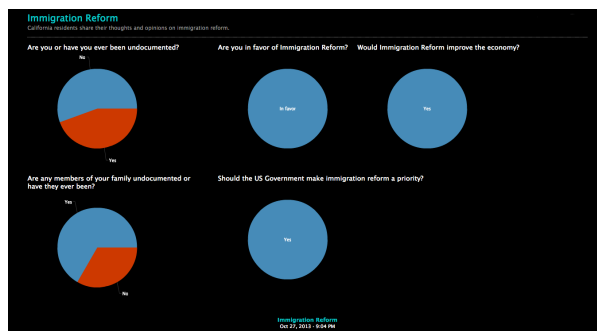 Immigration Reform
California residents share their thoughts and opinions on immigration reform.
Are you or have you ever been undocumented?
No
Yes
Are you in favor of Immigration Reform?
In favor
Would Immigration Reform improve the economy?
Yes
Are any members of your family undocumented or
have they ever been?
Yes
No
Should the US Government make immigration reform a priority?
Yes
Immigration Reform
Oct 27, 2013 - 9:04 PM